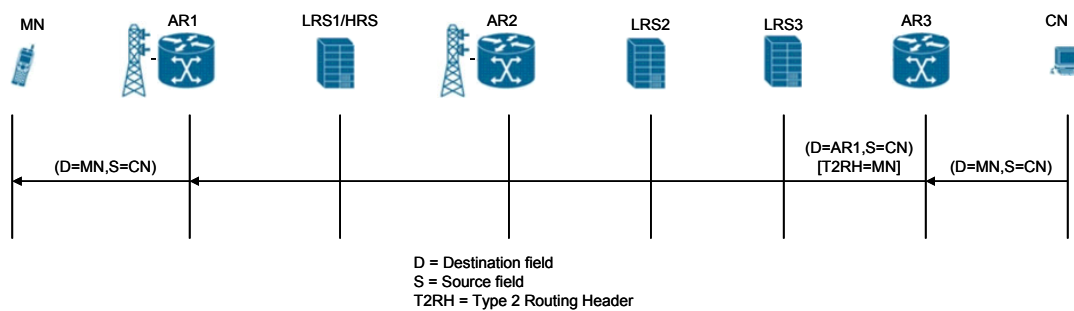 MN
AR1
LRS1/HRS
AR2
LRS2
LRS3
AR3
CN
(D=MN,S=CN)
(D=AR1,S=CN)
[T2RH=MN]
(D=MN,S=CN)
D = Destination field
S = Source field
T2RH = Type 2 Routing Header